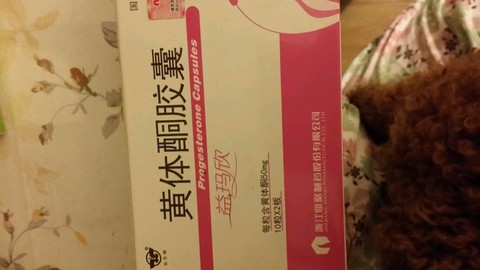 黄体酮胶囊
Progesterone Capsules
益玛欣
每粒含黄体酮50mg
10粒X2板
浙江仙琚制药股份有限公司